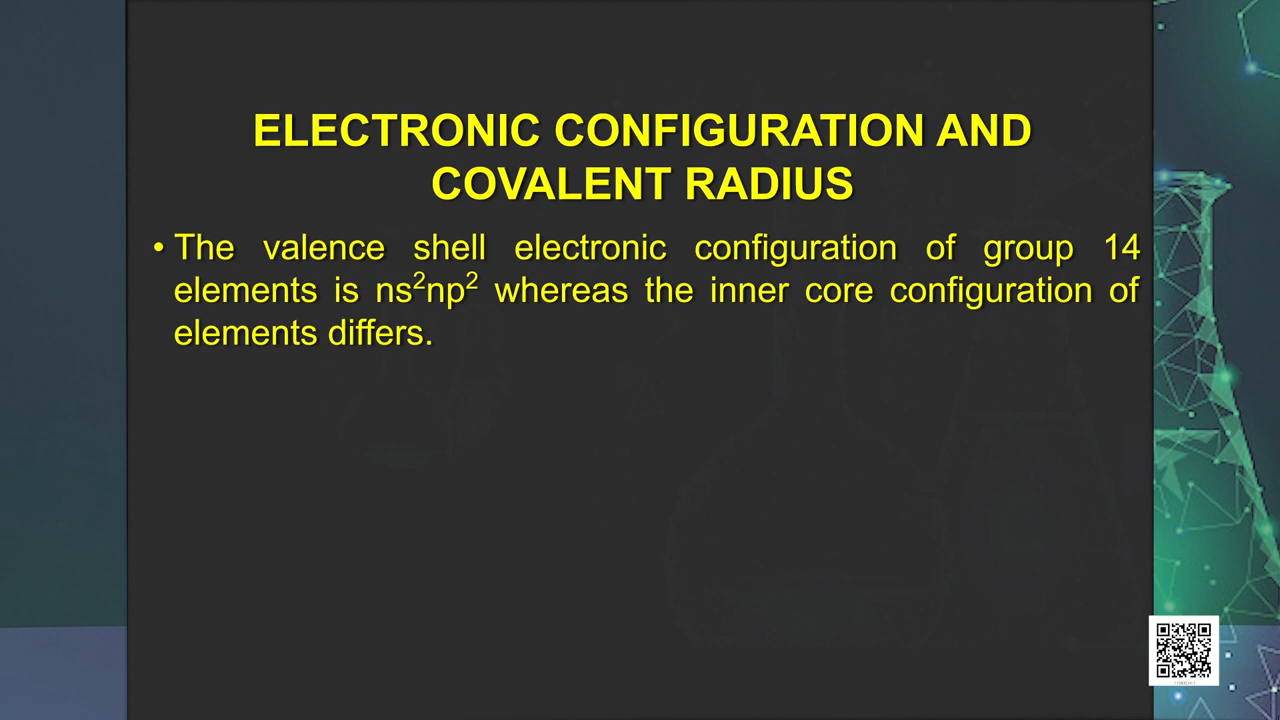 ELECTRONIC CONFIGURATION AND
COVALENT RADIUS
• The valence shell electronic configuration of group 14
elements is ns²np² whereas the inner core configuration of
elements differs.